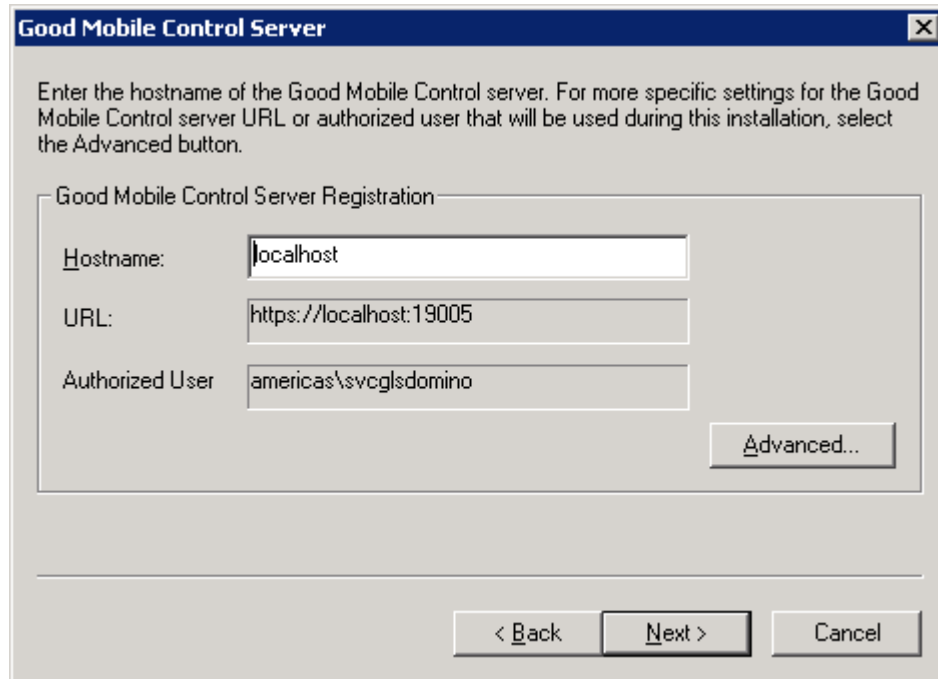 Good Mobile Control Server
Enter the hostname of the Good Mobile Control server. For more specific settings for the Good
Mobile Control server URL or authorized user that will be used during this installation, select
the Advanced button.
Good Mobile Control Server Registration
Hostname:
localhost
URL:
https://localhost:19005
Authorized User
americas\svcglsdomino
Advanced...
< Back
Next >
Cancel